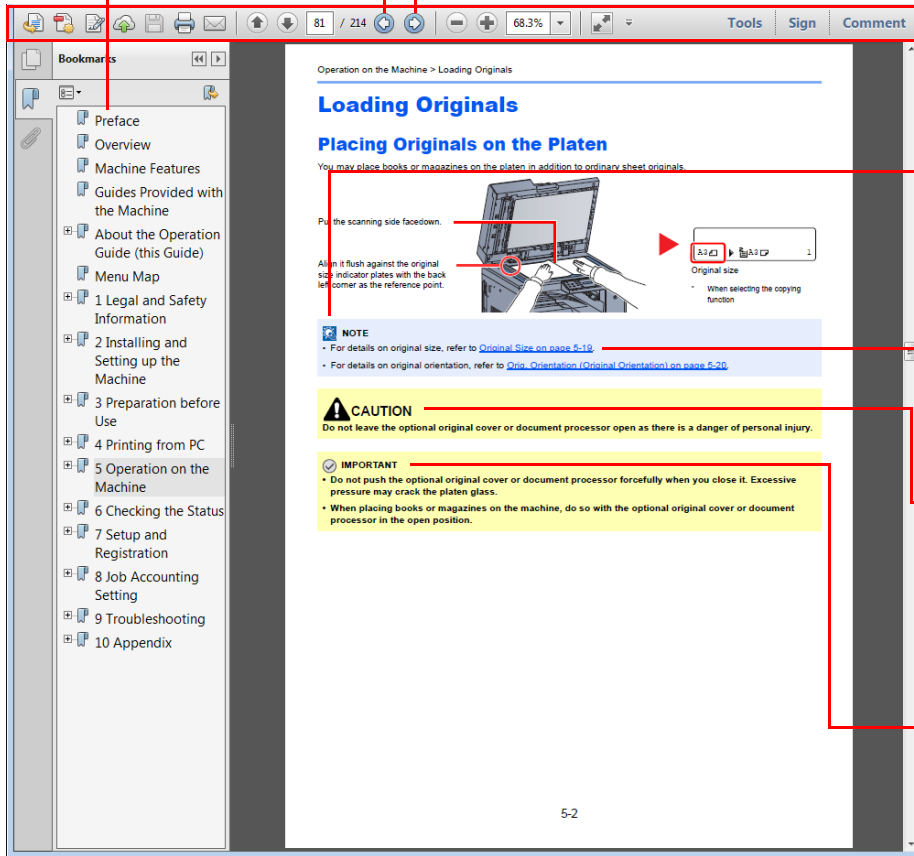 81 / 214
68.3%
Tools
Sign
Comment
Bookmarks
Preface
Overview
Machine Features
Guides Provided with
the Machine
About the Operation
Guide (this Guide)
Menu Map
1 Legal and Safety
Information
2 Installing and
Setting up the
Machine
3 Preparation before
Use
4 Printing from PC
5 Operation on the
Machine
6 Checking the Status
7 Setup and
Registration
8 Job Accounting
Setting
9 Troubleshooting
10 Appendix
Operation on the Machine > Loading Originals
Loading Originals
Placing Originals on the Platen
You may place books or magazines on the platen in addition to ordinary sheet originals.
Put the scanning side facedown.
Align it flush against the original
size indicator plates with the back
left corner as the reference point.
A3 A3 1
Original size
* When selecting the copying
function
NOTE
• For details on original size, refer to Original Size on page 5-19.
• For details on original orientation, refer to Orig. Orientation (Original Orientation) on page 5-20.
CAUTION
Do not leave the optional original cover or document processor open as there is a danger of personal injury.
IMPORTANT
• Do not push the optional original cover or document processor forcefully when you close it. Excessive
pressure may crack the platen glass.
• When placing books or magazines on the machine, do so with the optional original cover or document
processor in the open position.
5-2